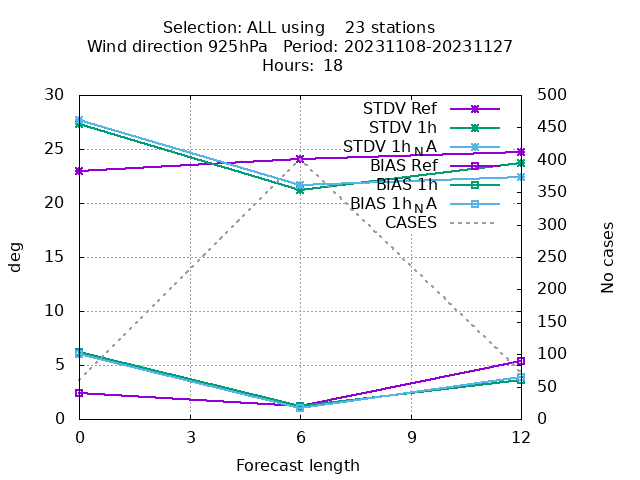 Selection: ALL using 23 stations
Wind direction 925hPa Period: 20231108-20231127
Hours: 18
30
25
20
15
10
5
0
deg
0 3 6 9 12
Forecast length
500
450
400
350
300
250
200
150
100
50
0
No cases
STDV Ref
STDV 1h
STDV 1h_NA
BIAS Ref
BIAS 1h
BIAS 1h_NA
CASES